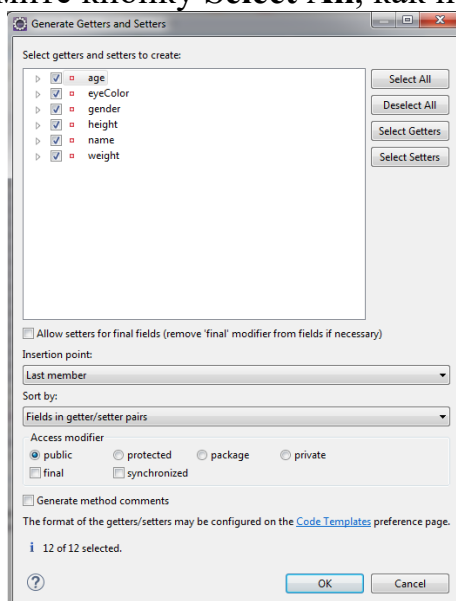 кнопку Select All, как
Generate Getters and Setters
Select getters and setters to create:
age
eyeColor
gender
height
name
weight
Select All
Deselect All
Select Getters
Select Setters
Allow setters for final fields (remove 'final' modifier from fields if necessary)
Insertion point:
Last member
Sort by:
Fields in getter/setter pairs
Access modifier
public protected package private
final synchronized
Generate method comments
The format of the getters/setters may be configured on the Code Templates preference page.
i 12 of 12 selected.
? OK Cancel